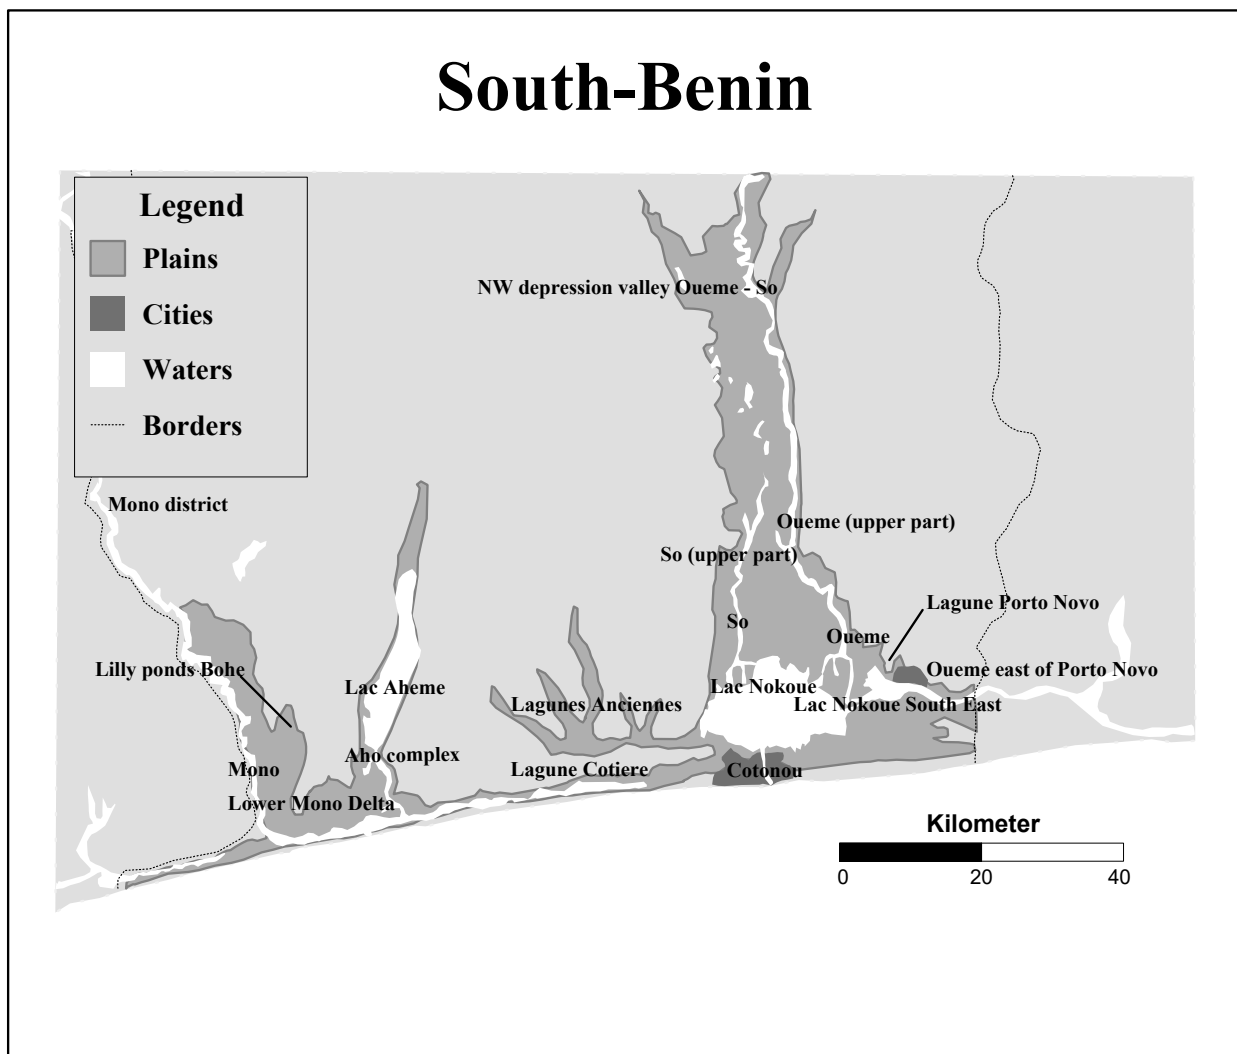 South-Benin
Legend
Plains
Cities
Waters
Borders
NW depression valley Oueme - So
Mono district
Oueme (upper part)
So (upper part)
Lagune Porto Novo
So
Oueme
Lilly ponds Bohe
Oueme east of Porto Novo
Lac Aheme
Lac Nokoue
Lagunes Anciennes
Lac Nokoue South East
Aho complex
Mono
Lagune Cotiere
Cotonou
Lower Mono Delta
Kilometer
0 20 40